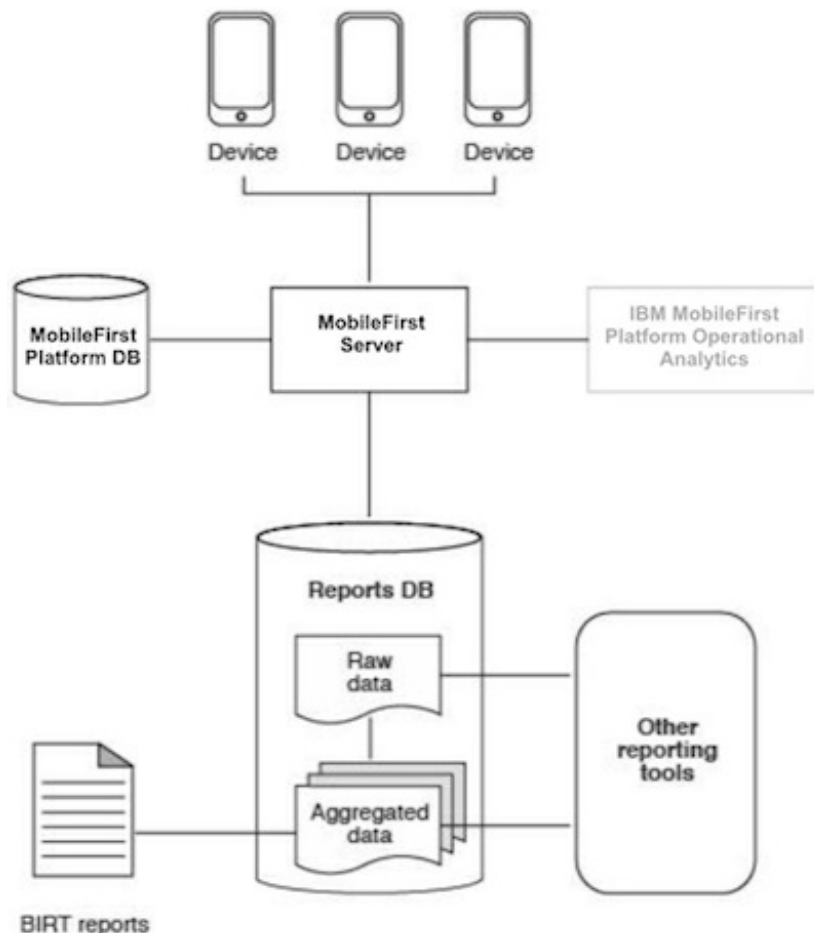 Device
Device
Device
MobileFirst
Platform DB
MobileFirst
Server
IBM MobileFirst
Platform Operational
Analytics
Reports DB
Raw
data
Other
reporting
tools
Aggregated
data
BIRT reports